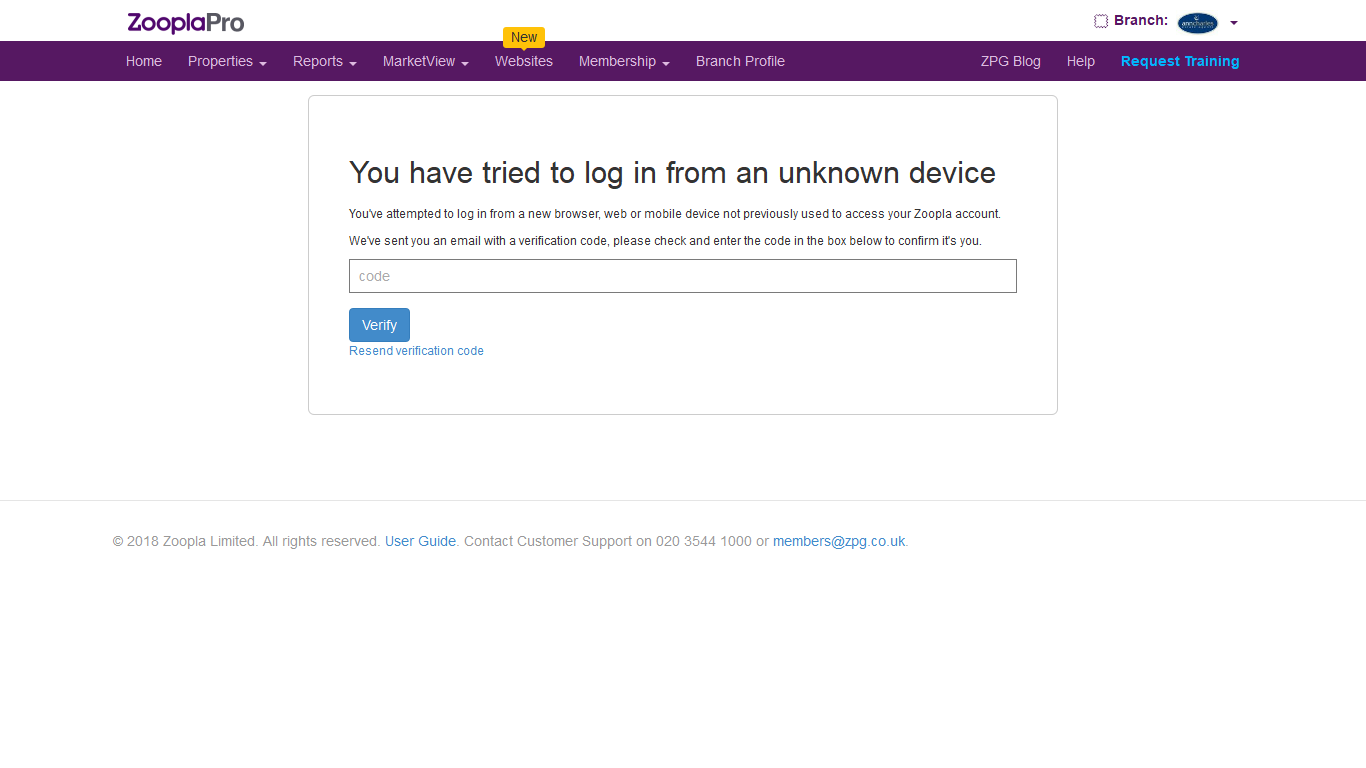 ZooplaPro
Branch:
anncharles
New
Home Properties Reports MarketView Websites Membership Branch Profile ZPG Blog Help Request Training
You have tried to log in from an unknown device
You've attempted to log in from a new browser, web or mobile device not previously used to access your Zoopla account.
We've sent you an email with a verification code, please check and enter the code in the box below to confirm it's you.
code
Verify
Resend verification code
© 2018 Zoopla Limited. All rights reserved. User Guide. Contact Customer Support on 020 3544 1000 or members@zpg.co.uk.